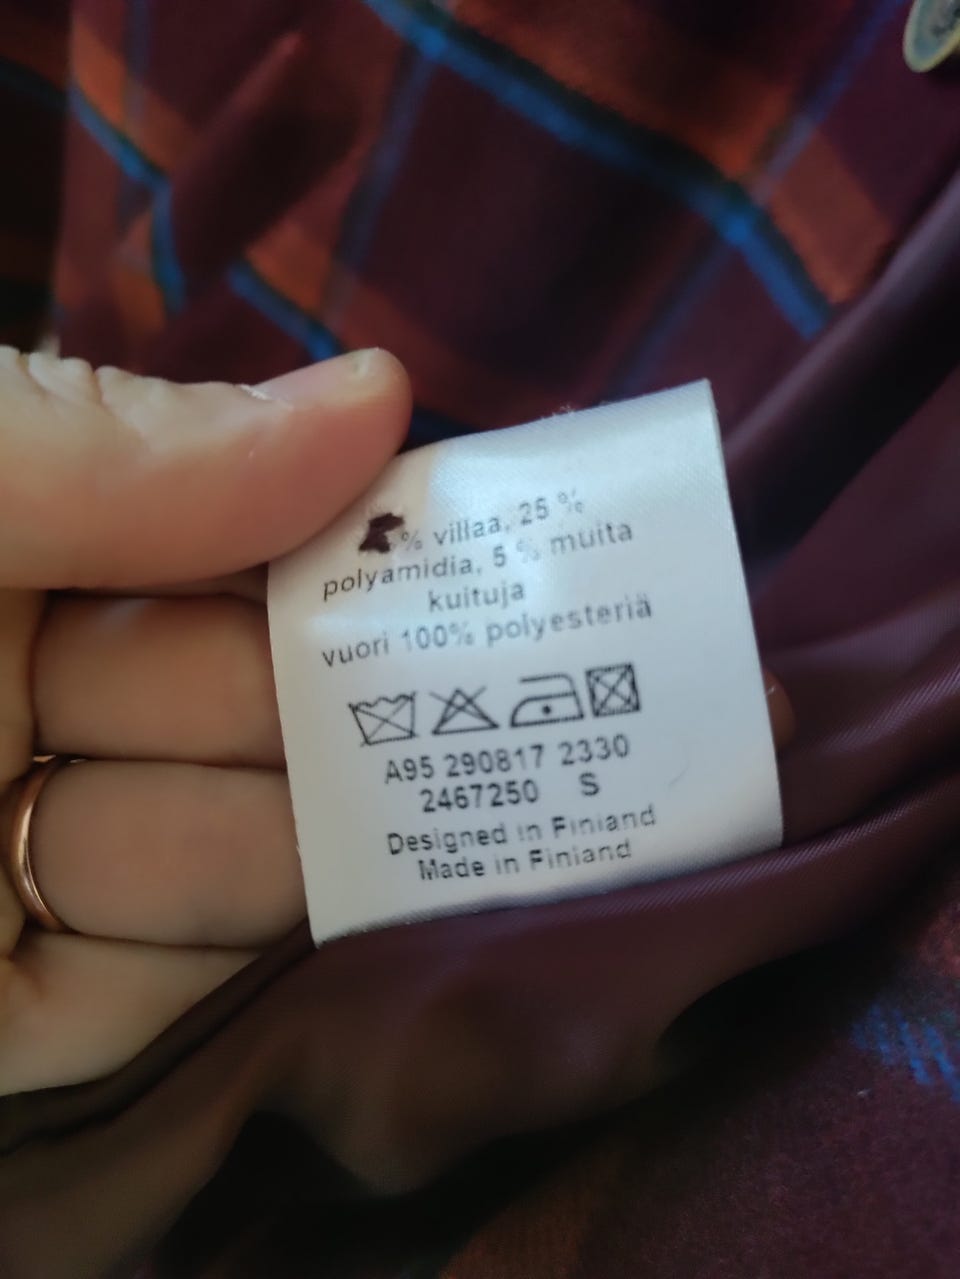 % villaa, 25 %
polyamidia, 5 % muita
kuituja
vuori 100% polyesteriä
A95 290817 2330
2467250 S
Designed in Finland
Made in Finland